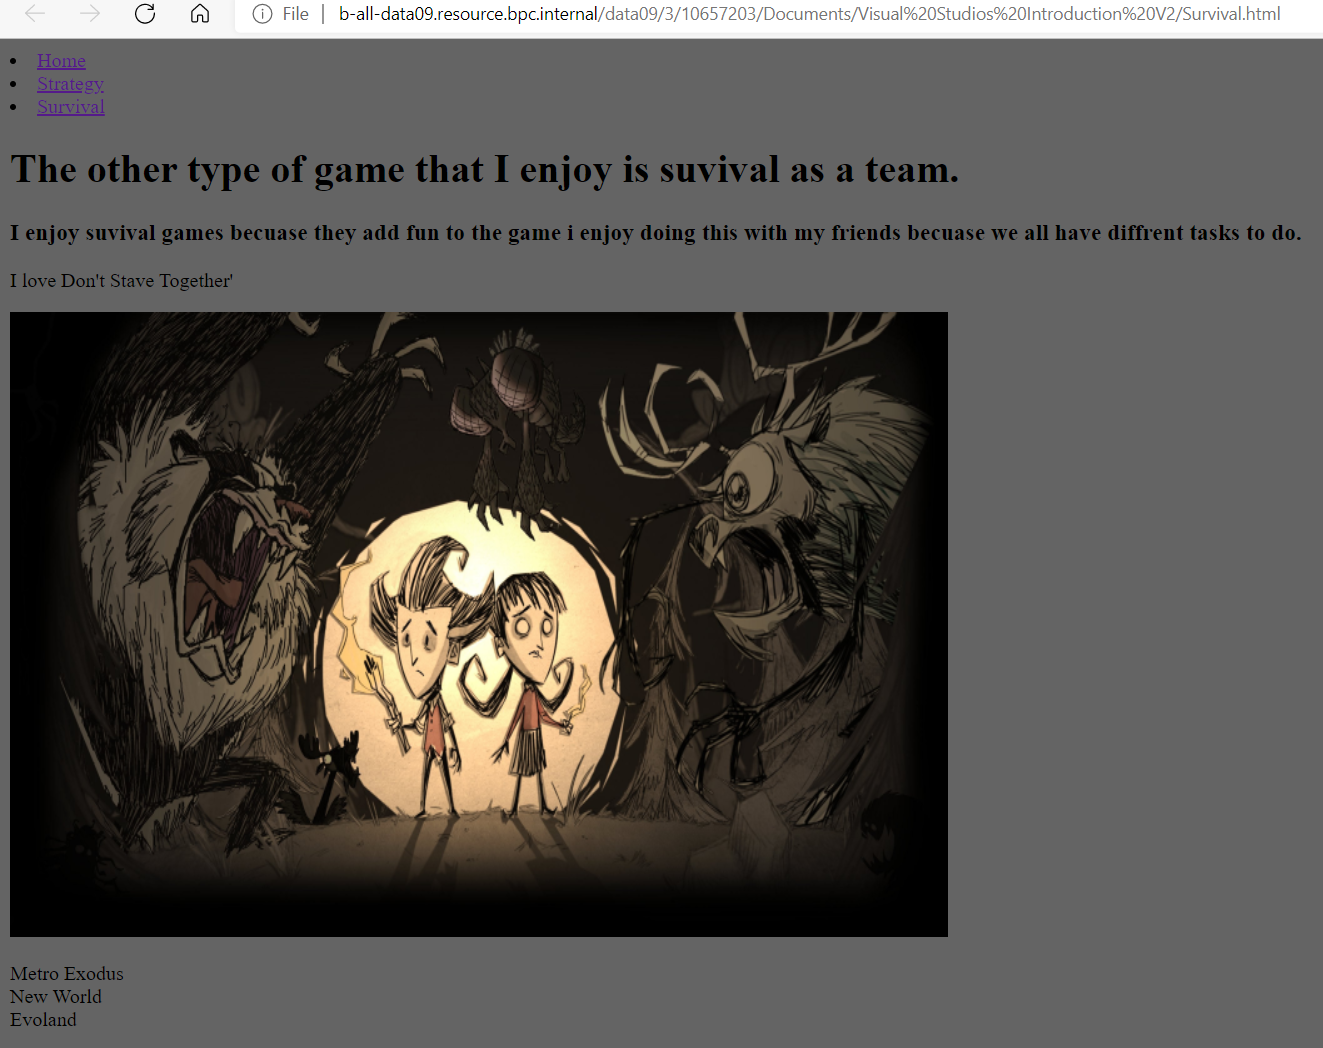 File | b-all-data09.resource.bpc.internal/data09/3/10657203/Documents/Visual%20Studios%20Introduction%20V2/Survival.html
Home
Strategy
Survival
The other type of game that I enjoy is suvival as a team.
I enjoy suvival games becuase they add fun to the game i enjoy doing this with my friends becuase we all have diffrent tasks to do.
I love Don't Stave Together'
Metro Exodus
New World
Evoland